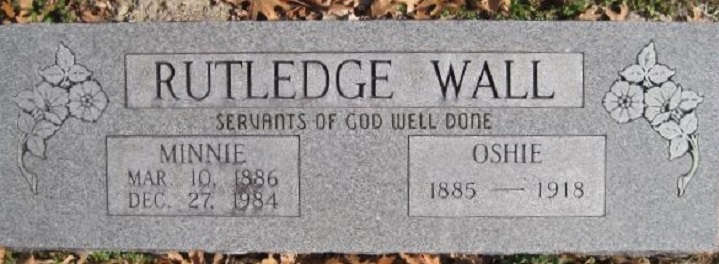 RUTLEDGE WALL
SERVANTS OF GOD WELL DONE
MINNIE
MAR. 10, 1886
DEC. 27, 1984
OSHIE
1885 — 1918